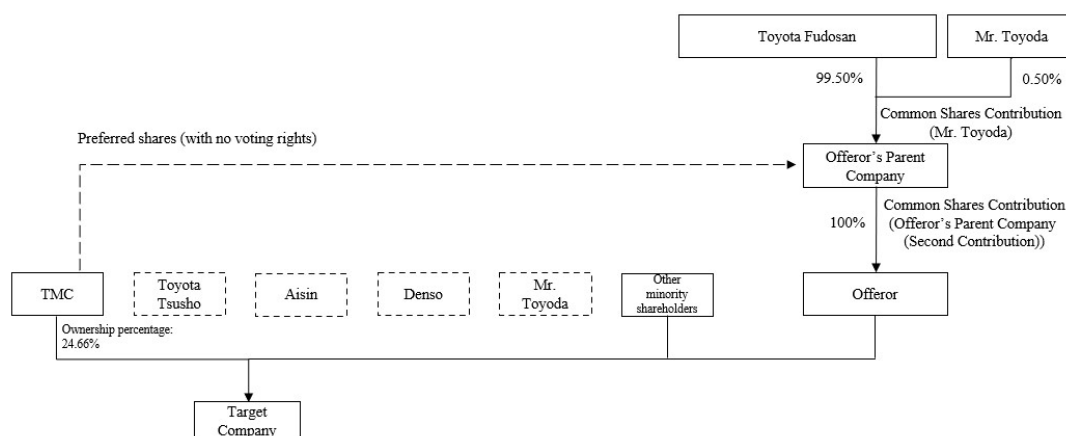 Toyota Fudosan
Mr. Toyoda
99.50%
0.50%
Common Shares Contribution
(Mr. Toyoda)
Preferred shares (with no voting rights)
Offeror’s Parent
Company
Common Shares Contribution
(Offeror’s Parent Company
(Second Contribution))
100%
TMC
Toyota
Tsusho
Aisin
Denso
Mr.
Toyoda
Other
minority
shareholders
Offeror
Ownership percentage:
24.66%
Target
Company